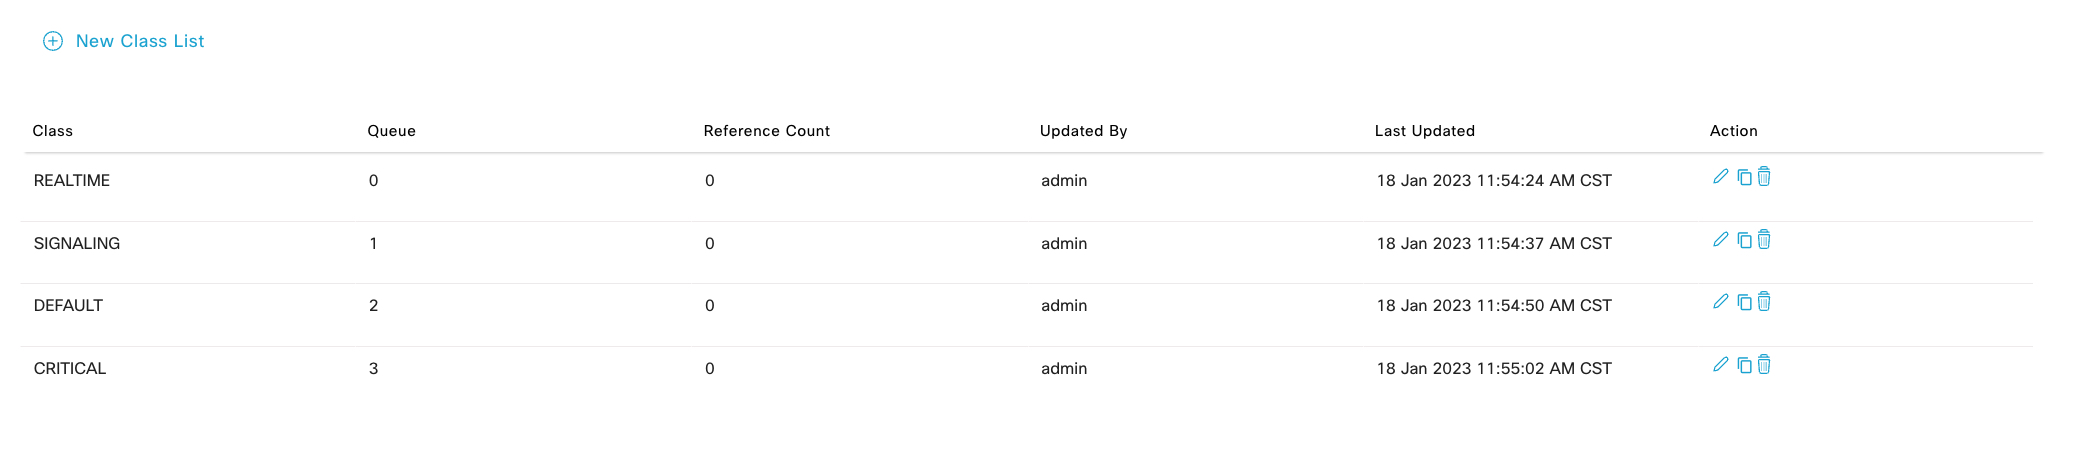 New Class List
Class Queue Reference Count Updated By Last Updated Action
REALTIME 0 0 admin 18 Jan 2023 11:54:24 AM CST
SIGNALING 1 0 admin 18 Jan 2023 11:54:37 AM CST
DEFAULT 2 0 admin 18 Jan 2023 11:54:50 AM CST
CRITICAL 3 0 admin 18 Jan 2023 11:55:02 AM CST